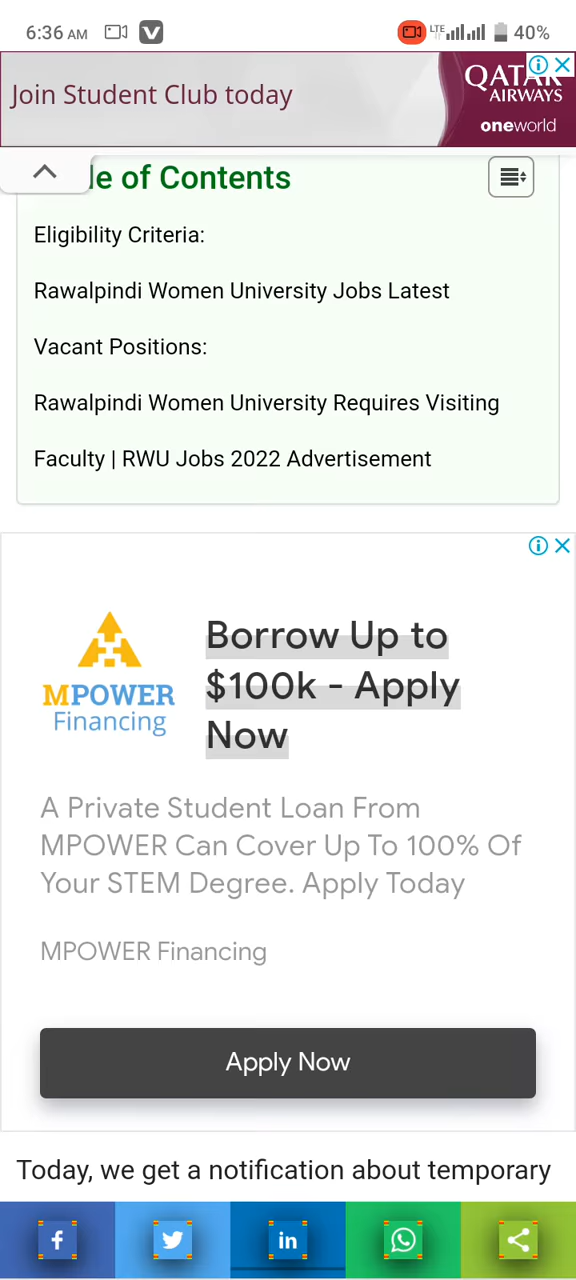 6:36 AM
LTE
40%
Join Student Club today
QATAR
AIRWAYS
oneworld
le of Contents
Eligibility Criteria:
Rawalpindi Women University Jobs Latest
Vacant Positions:
Rawalpindi Women University Requires Visiting
Faculty | RWU Jobs 2022 Advertisement
Borrow Up to
$100k - Apply
Now
MPOWER
Financing
A Private Student Loan From
MPOWER Can Cover Up To 100% Of
Your STEM Degree. Apply Today
MPOWER Financing
Apply Now
Today, we get a notification about temporary